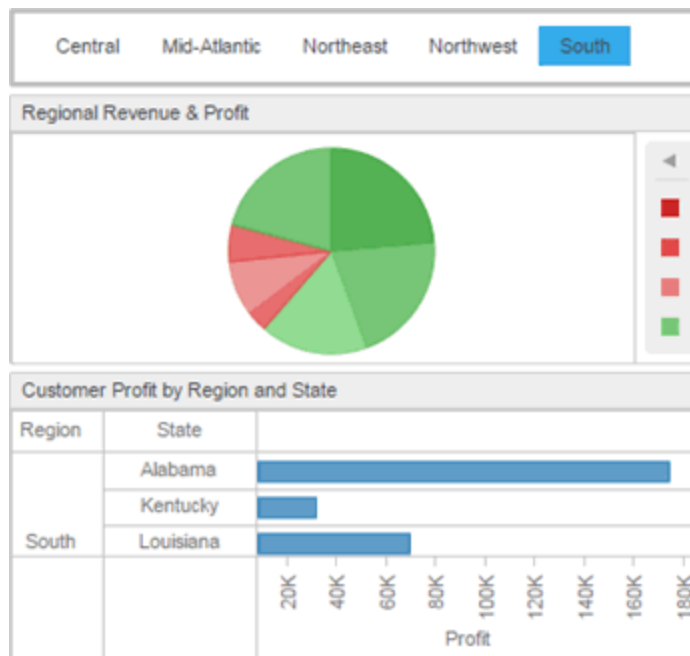 Central Mid-Atlantic Northeast Northwest South
Regional Revenue & Profit
Customer Profit by Region and State
Region State
Alabama
Kentucky
South Louisiana
20K 40K 60K 80K 100K 120K 140K 160K 180K
Profit